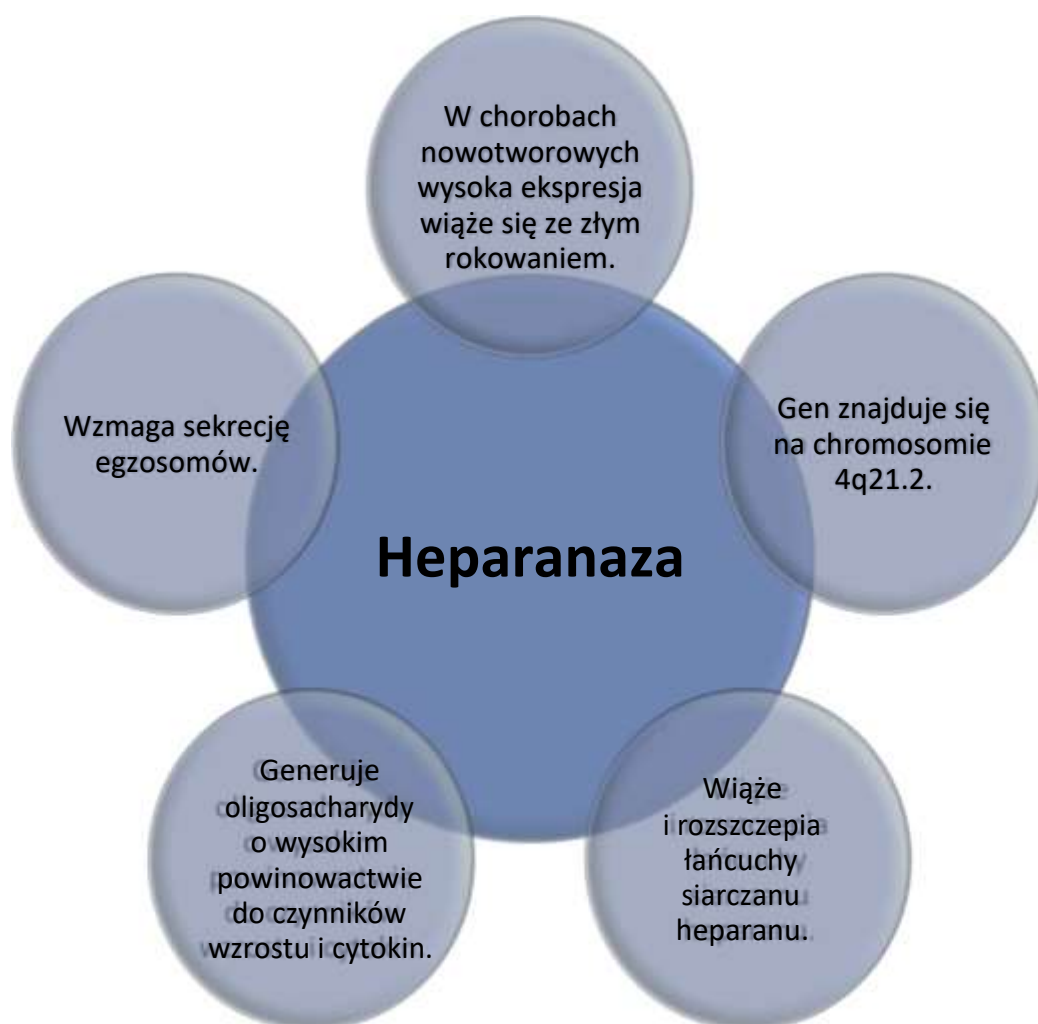 W chorobach
nowotworowych
wysoka ekspresja
wiąże się ze złym
rokowaniem.
Gen znajduje się
na chromosomie
4q21.2.
Wiąże
i rozszczepia
łańcuchy
siarczanu
heparanu.
Generuje
oligosacharydy
o wysokim
powinowactwie
do czynników
wzrostu i cytokin.
Wzmaga sekrecję
egzosomów.
Heparanaza